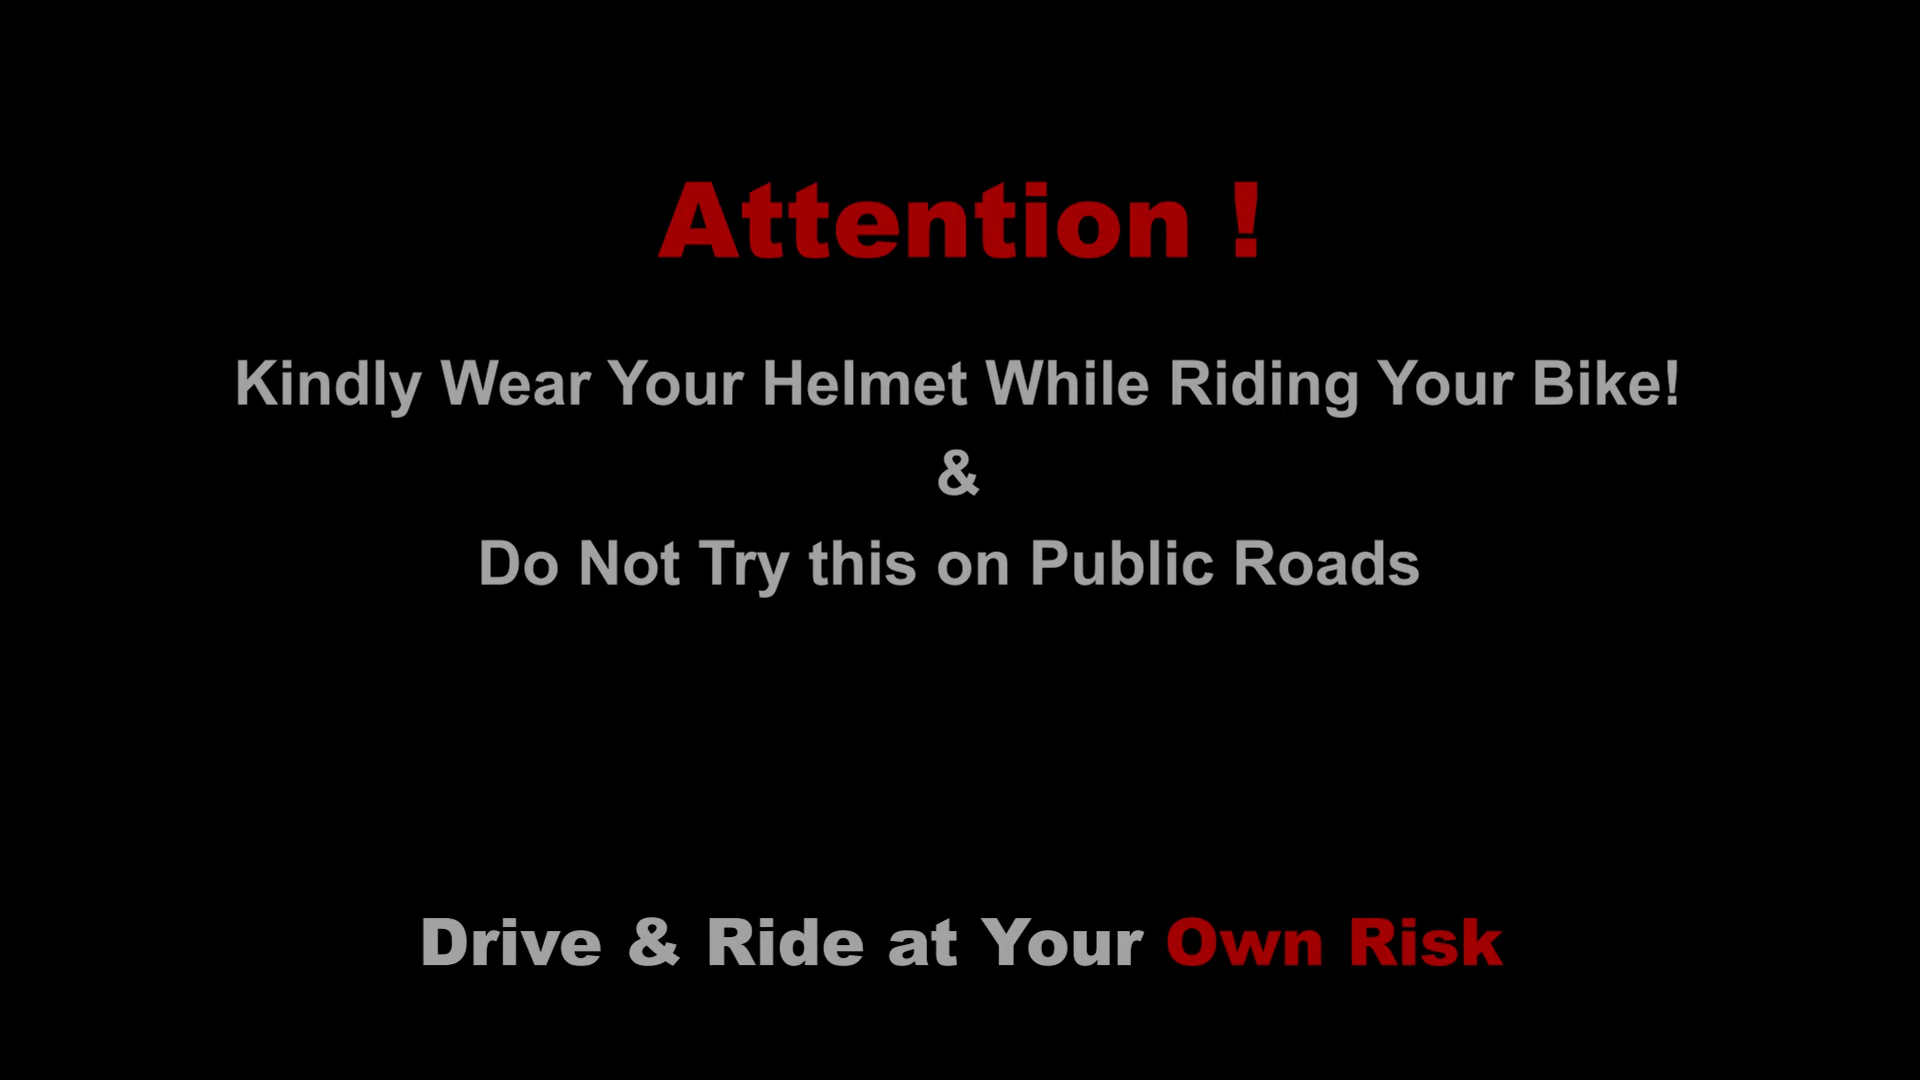 Attention !
Kindly Wear Your Helmet While Riding Your Bike!
&
Do Not Try this on Public Roads
Drive & Ride at Your Own Risk